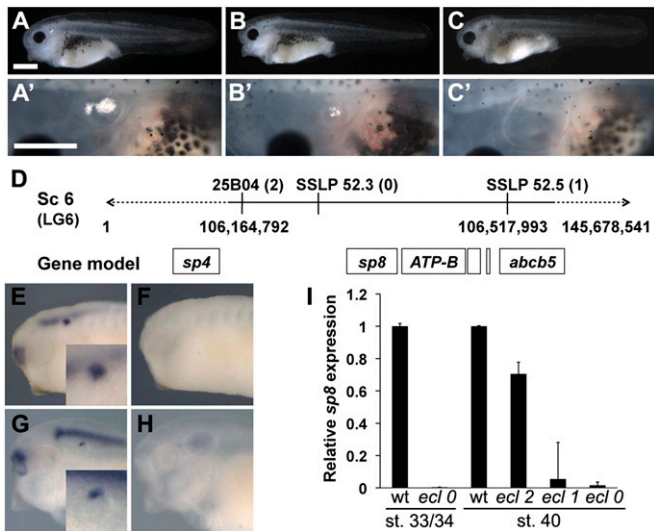 A
B
C
A'
B'
C'
D
Sc 6
(LG6)
25B04 (2)
SSLP 52.3 (0)
SSLP 52.5 (1)
1
106,164,792
106,517,993
145,678,541
Gene model
sp4
sp8
ATP-B
abcb5
E
F
G
H
I
Relative sp8 expression
1.2
1
0.8
0.6
0.4
0.2
0
wt ecl 0 wt ecl 2 ecl 1 ecl 0
st. 33/34 st. 40